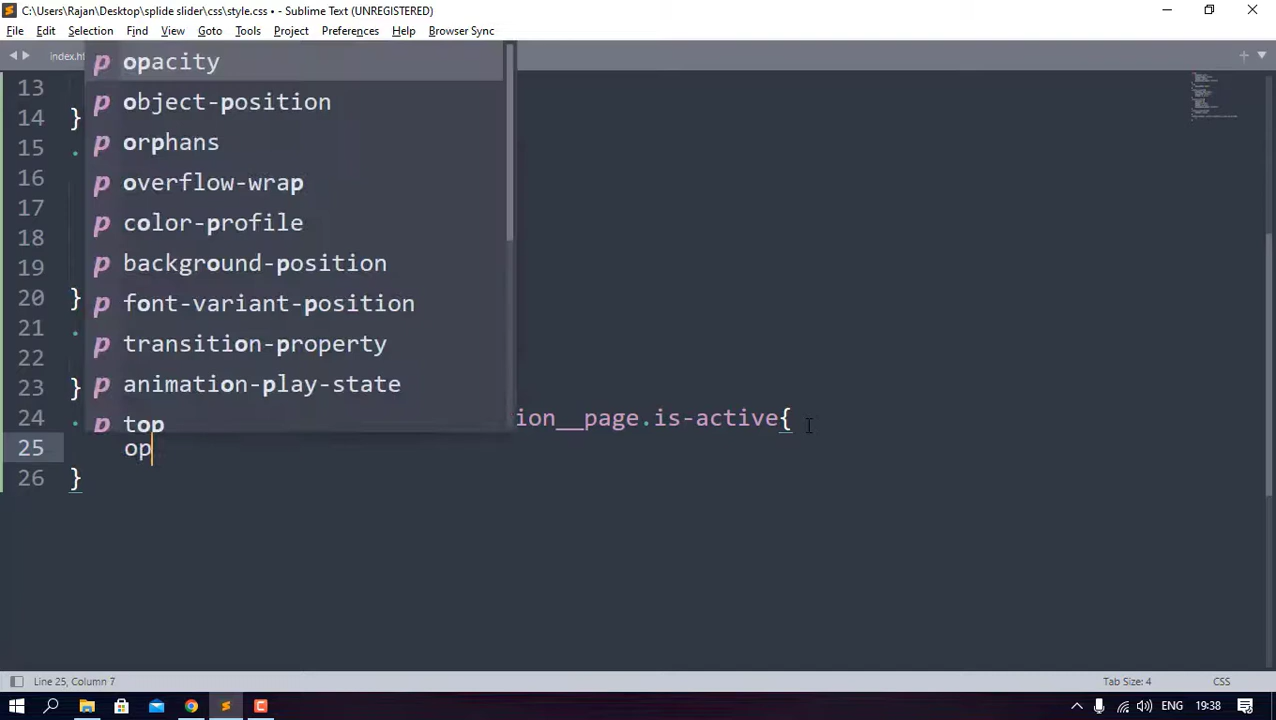 C:\Users\Rajan\Desktop\splide slider\css\style.css • - Sublime Text (UNREGISTERED)
File Edit Selection Find View Goto Tools Project Preferences Help Browser Sync
index.h
13
14 }
15 .
16
17
18
19
20 }
21 .
22
23 }
24 . ion__page.is-active{
25 op
26 }
p opacity
p object-position
p orphans
p overflow-wrap
p color-profile
p background-position
p font-variant-position
p transition-property
p animation-play-state
p top
Line 25, Column 7 Tab Size: 4 CSS
ENG 19:38